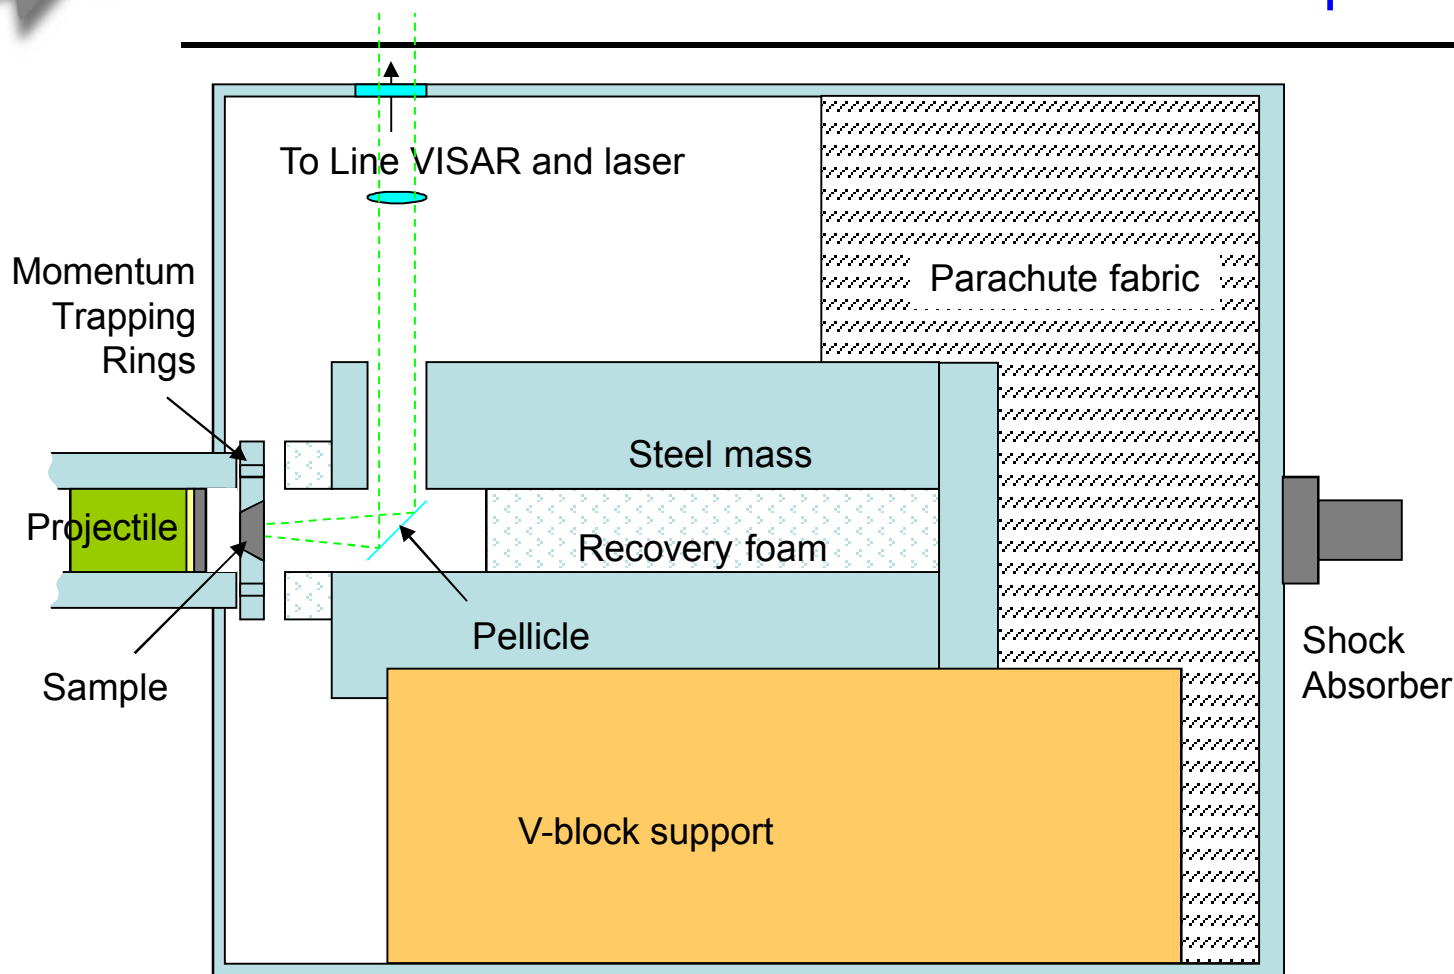 To Line VISAR and laser
Momentum
Trapping
Rings
Parachute fabric
Steel mass
Projectile
Recovery foam
Pellicle
Sample
Shock
Absorber
V-block support